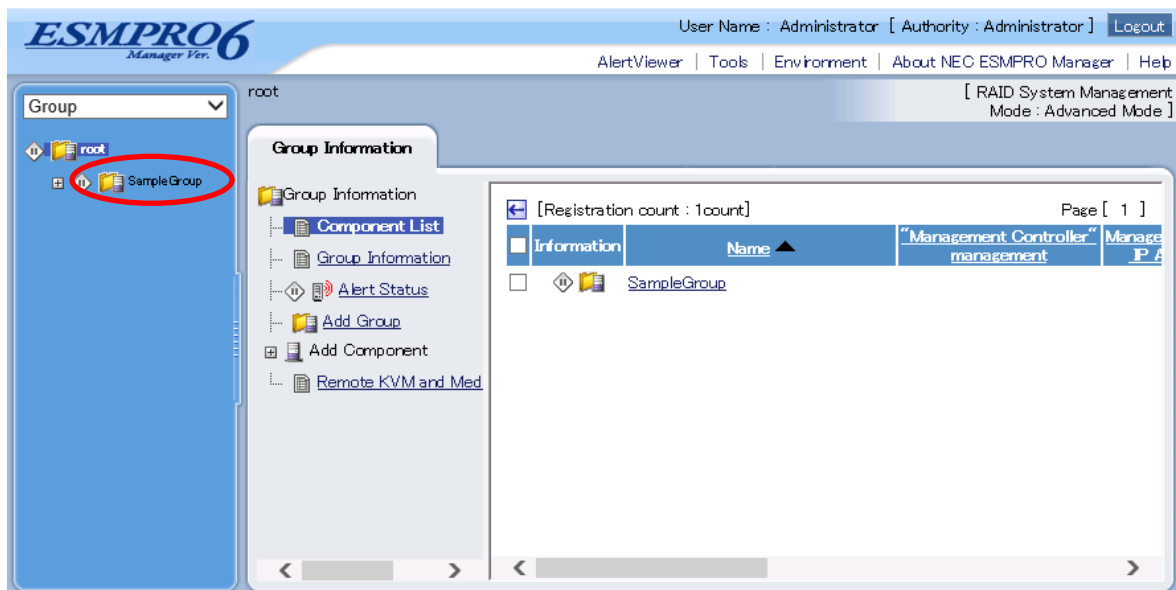 ESMPRO6
Manager Ver.
User Name : Administrator [ Authority : Administrator ] Logout
AlertViewer | Tools | Environment | About NEC ESMPRO Manager | Help
Group
root
SampleGroup
root
[ RAID System Management
Mode : Advanced Mode ]
Group Information
Group Information
Component List
Group Information
Alert Status
Add Group
Add Component
Remote KVM and Med
[Registration count : 1count]
Page [ 1 ]
Information
Name
"Management Controller"
management
Manage
IP A
SampleGroup